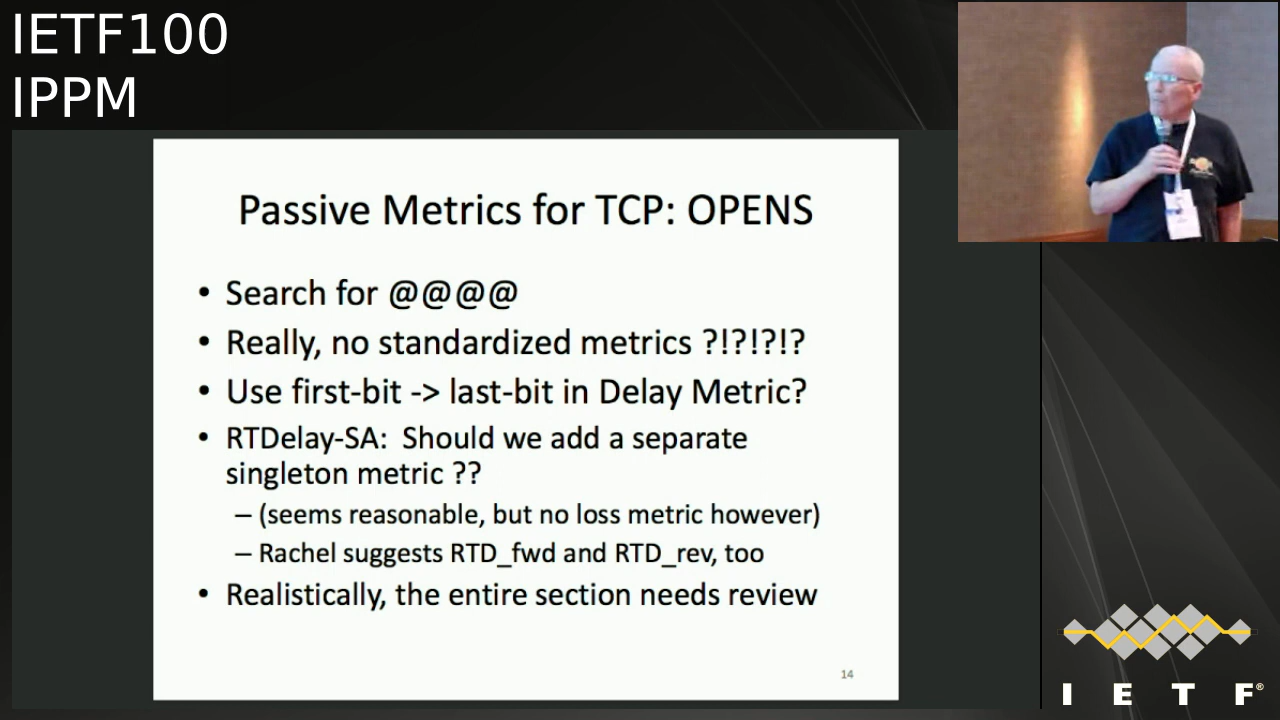 IETF100
IPPM
Passive Metrics for TCP: OPENS
• Search for @@@@
• Really, no standardized metrics ?!?!?!?
• Use first-bit -> last-bit in Delay Metric?
• RTDelay-SA:  Should we add a separate
singleton metric ??
– (seems reasonable, but no loss metric however)
– Rachel suggests RTD_fwd and RTD_rev, too
• Realistically, the entire section needs review
14
I E T F®